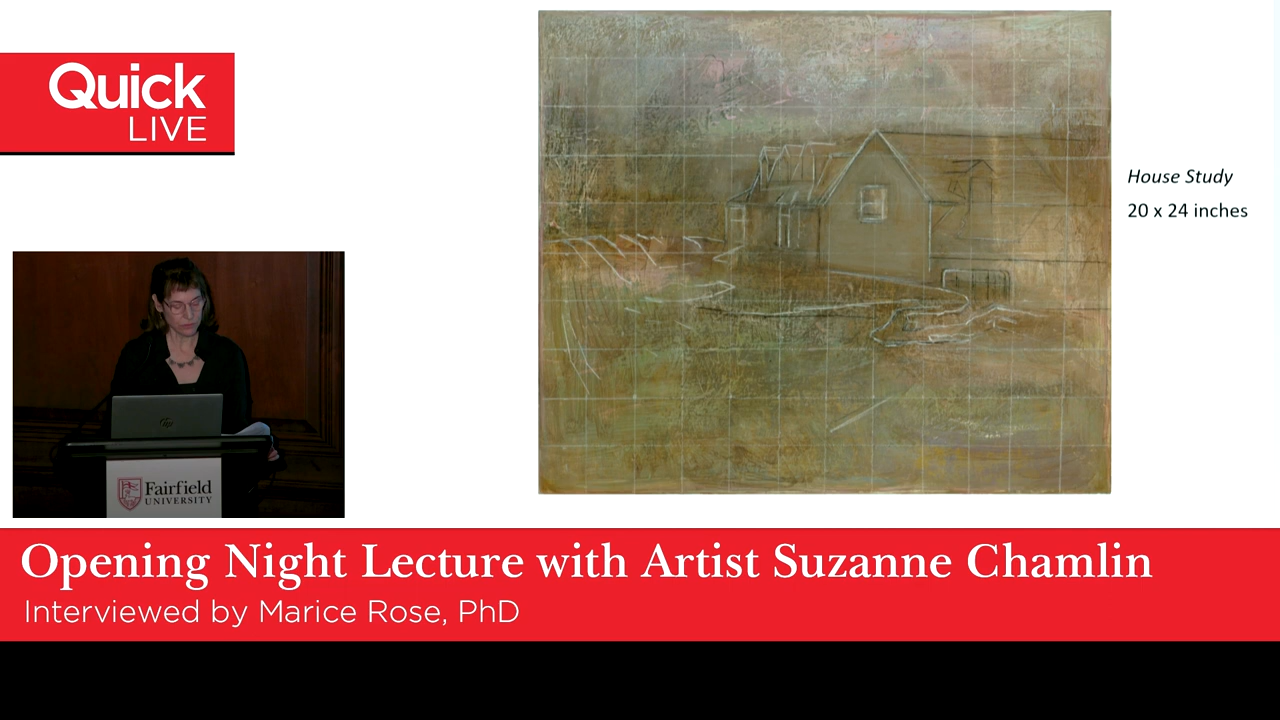 Quick
LIVE
House Study
20 x 24 inches
Fairfield
UNIVERSITY
Opening Night Lecture with Artist Suzanne Chamlin
Interviewed by Marice Rose, PhD